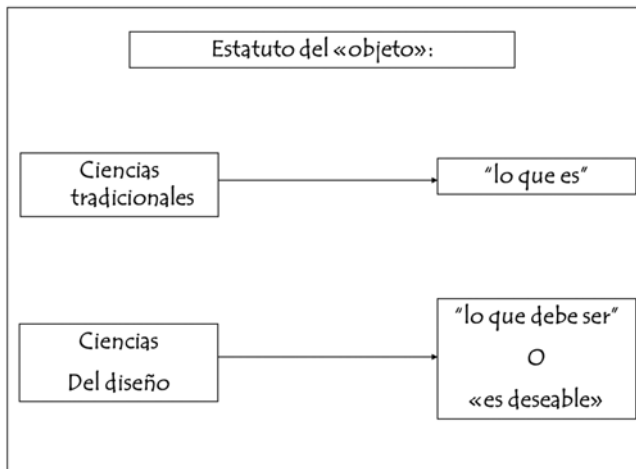 Estatuto del «objeto»:
Ciencias
tradicionales
"lo que es"
Ciencias
Del diseño
"lo que debe ser"
O
«es deseable»